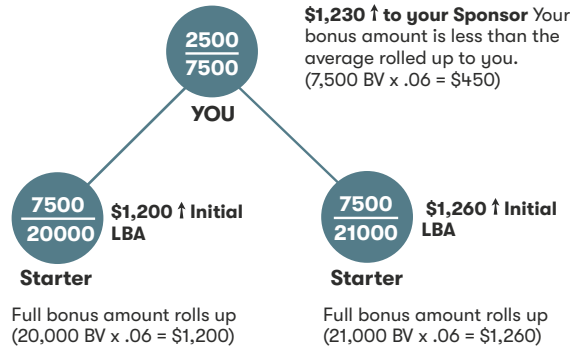 2500
7500
YOU
$1,230 ↑ to your Sponsor Your
bonus amount is less than the
average rolled up to you.
(7,500 BV x .06 = $450)
7500
20000
$1,200 ↑ Initial
LBA
Starter
Full bonus amount rolls up
(20,000 BV x .06 = $1,200)
7500
21000
$1,260 ↑ Initial
LBA
Starter
Full bonus amount rolls up
(21,000 BV x .06 = $1,260)